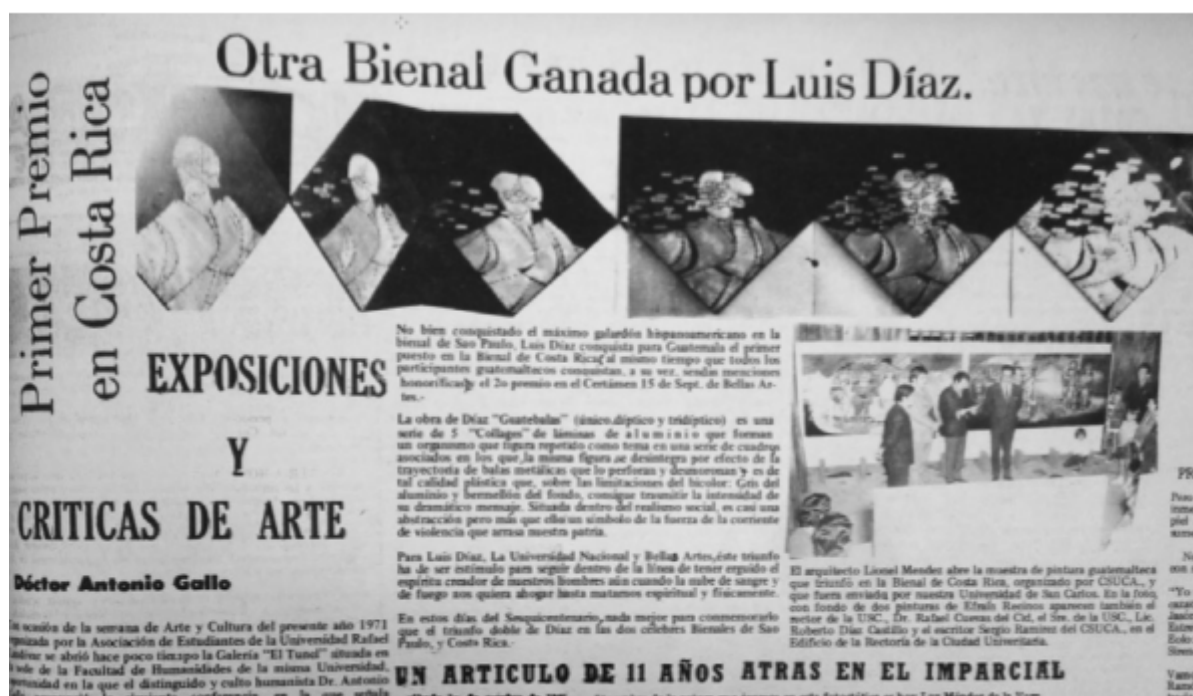 Otra Bienal Ganada por Luis Díaz.
Primer Premio
en Costa Rica
EXPOSICIONES
Y
CRITICAS DE ARTE
Dóctor Antonio Gallo
ocasión de la semana de Arte y Cultura del presente año 1971
por la Asociación de Estudiantes de la Universidad Rafael
se abrió hace poco tiempo la Galería "El Tunel" situada en
de la Facultad de Humanidades de la misma Universidad,
en la que el distinguido y culto humanista Dr. Antonio
No bien conquistado el máximo galardón hispanoamericano en la
bienal de Sao Paulo, Luis Díaz conquista para Guatemala el primer
puesto en la Bienal de Costa Rica, al mismo tiempo que todos los
participantes guatemaltecos conquistan, a su vez, sendas menciones
honoríficas y el 2o premio en el Certámen 15 de Sept. de Bellas Ar-
tes.-
La obra de Díaz "Guatebalas" (único, díptico y tridíptico) es una
serie de 5 "Collages" de láminas de aluminio que forman
un organismo que figura repetato como tema en una serie de cuadros
asociados en los que la misma figura se desintegra por efecto de la
trayectoria de balas metálicas que lo perforan y desmoronan y es de
tal calidad plástica que, sobre las limitaciones del bicolor: Gris del
aluminio y bermellón del fondo, consigue trasmitir la intensidad de
su dramático mensaje. Situada dentro del realismo social, es casi una
abstracción pero más que ello un símbolo de la fuerza de la corriente
de violencia que arrasa nuestra patria.
Para Luis Díaz, La Universidad Nacional y Bellas Artes, éste triunfo
ha de ser estímulo para seguir dentro de la línea de tener erguido el
espíritu creador de nuestros hombres aún cuando la nube de sangre y
de fuego nos quiera ahogar hasta matarnos espiritual y físicamente.
En estos días del Sesquicentenario, nada mejor para conmemorarlo
que el triunfo doble de Díaz en las dos célebres Bienales de Sao
Paulo, y Costa Rica.-
El arquitecto Lionel Mendez abre la muestra de pintura guatemalteca
que triunfó en la Bienal de Costa Rica, organizado por CSUCA., y
que fuera enviada por nuestra Universidad de San Carlos. En la foto,
con fondo de dos pinturas de Efraín Recinos aparecen también el
rector de la USC., Dr. Rafael Cuevas del Cid, el Sre. de la USC., Lic.
Roberto Díaz Castillo y el escritor Sergio Ramirez del CSUCA., en el
Edificio de la Rectoría de la Ciudad Universitaria.
UN ARTICULO DE 11 AÑOS ATRAS EN EL IMPARCIAL